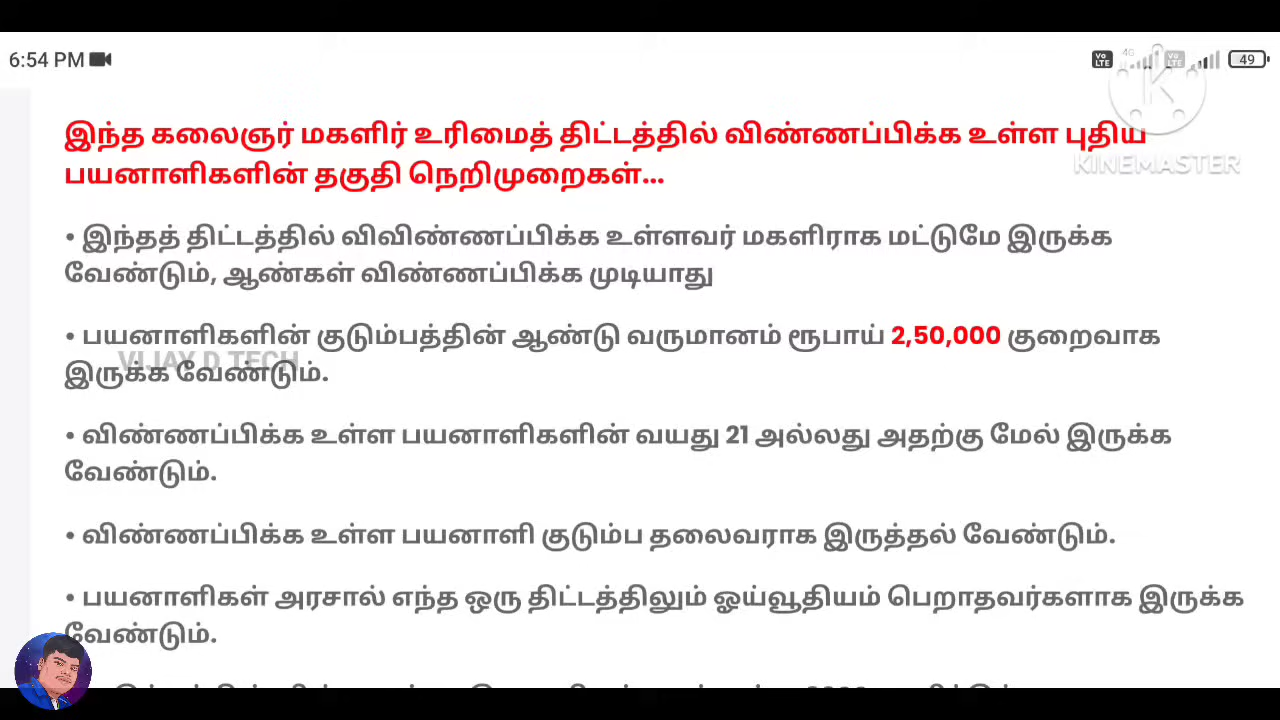 6:54 PM
VoLTE 4G VoLTE 49
KINEMASTER
இந்த கலைஞர் மகளிர் உரிமைத் திட்டத்தில் விண்ணப்பிக்க உள்ள புதிய
பயனாளிகளின் தகுதி நெறிமுறைகள்...
• இந்தத் திட்டத்தில் விவிண்ணப்பிக்க உள்ளவர் மகளிராக மட்டுமே இருக்க
வேண்டும், ஆண்கள் விண்ணப்பிக்க முடியாது
• பயனாளிகளின் குடும்பத்தின் ஆண்டு வருமானம் ரூபாய் 2,50,000 குறைவாக
VIJAY D TECH
இருக்க வேண்டும்.
• விண்ணப்பிக்க உள்ள பயனாளிகளின் வயது 21 அல்லது அதற்கு மேல் இருக்க
வேண்டும்.
• விண்ணப்பிக்க உள்ள பயனாளி குடும்ப தலைவராக இருத்தல் வேண்டும்.
• பயனாளிகள் அரசால் எந்த ஒரு திட்டத்திலும் ஓய்வூதியம் பெறாதவர்களாக இருக்க
வேண்டும்.